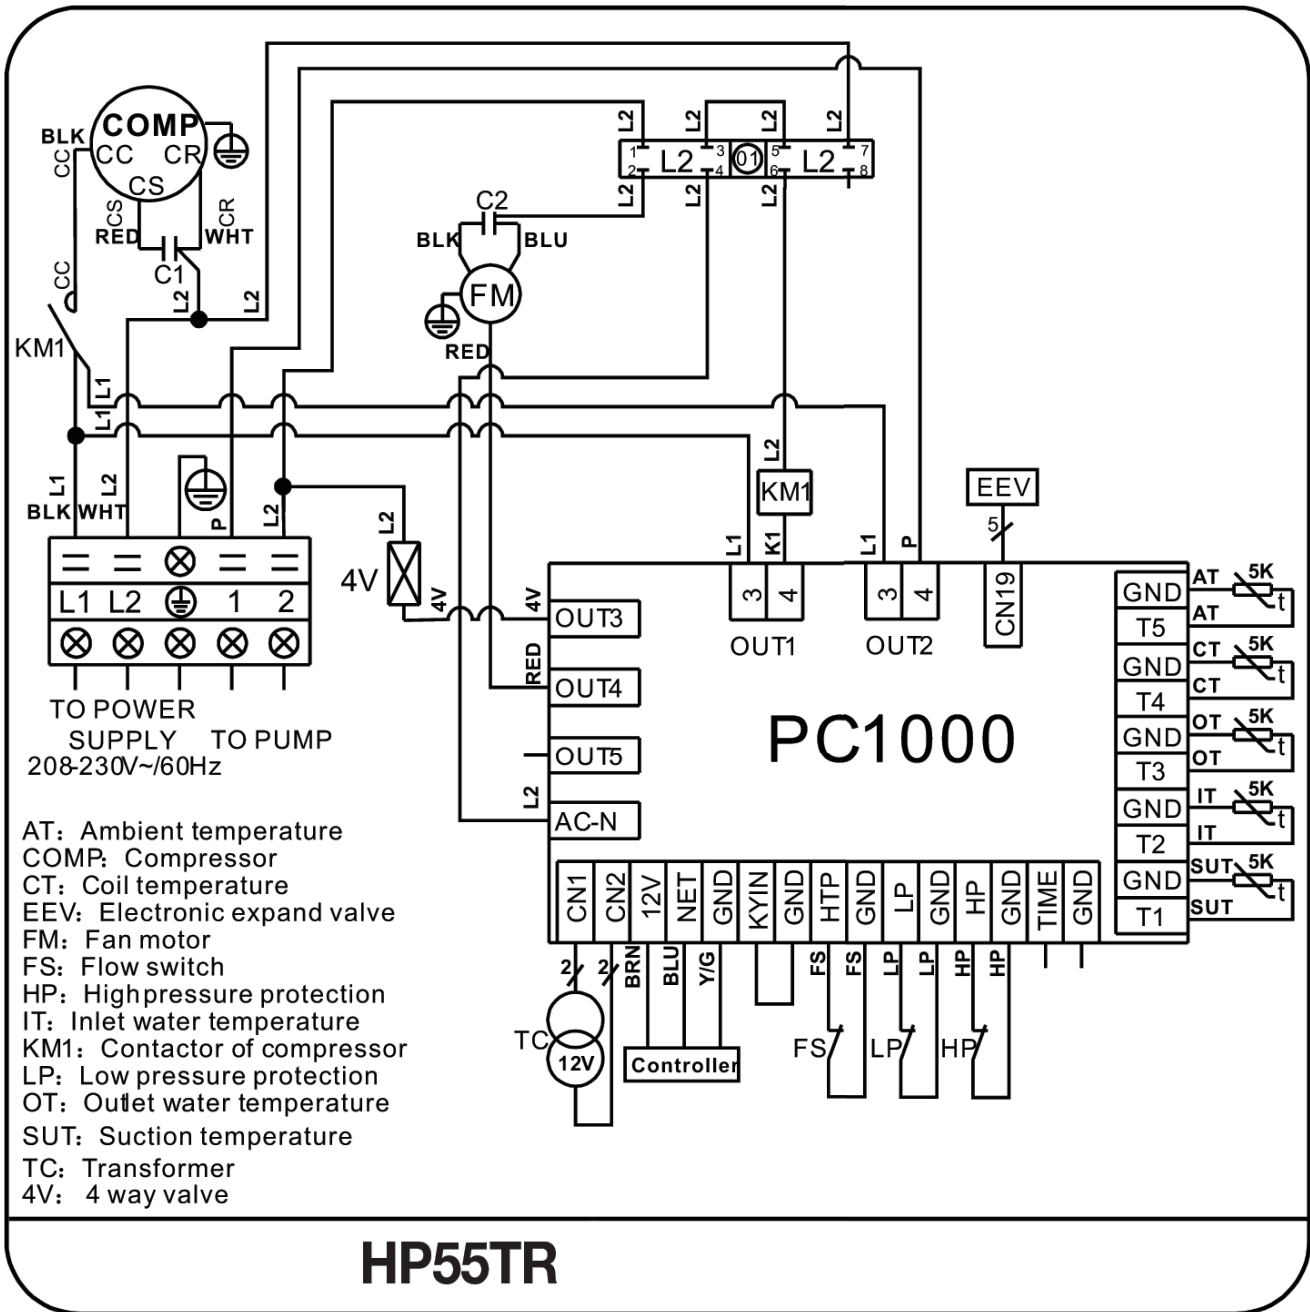 COMP
BLK
CC
CC
CR
CS
CS
RED
CR
WHT
C1
CC
L2
L2
KM1
L1
L1
L1
BLK
L2
WHT
P
L2
L1
L2
1
2
TO POWER
SUPPLY
TO PUMP
208-230V~/60Hz
L2
L2
L2
L2
1
2
L2
3
4
01
5
6
L2
7
8
L2
L2
L2
C2
BLK
BLU
FM
RED
L2
4V
4V
4V
RED
L2
L2
KM1
L1
K1
L1
P
EEV
5
3
4
OUT1
3
4
OUT2
CN19
OUT3
OUT4
OUT5
AC-N
PC1000
GND
T5
GND
T4
GND
T3
GND
T2
GND
T1
AT
5K
t
AT
CT
5K
t
CT
OT
5K
t
OT
IT
5K
t
IT
SUT
5K
t
SUT
CN1
CN2
12V
NET
GND
KYIN
GND
HTP
GND
LP
GND
HP
GND
TIME
GND
2
2
BRN
BLU
Y/G
FS
FS
LP
LP
HP
HP
TC
12V
Controller
FS
LP
HP
AT: Ambient temperature
COMP: Compressor
CT: Coil temperature
EEV: Electronic expand valve
FM: Fan motor
FS: Flow switch
HP: High pressure protection
IT: Inlet water temperature
KM1: Contactor of compressor
LP: Low pressure protection
OT: Outlet water temperature
SUT: Suction temperature
TC: Transformer
4V: 4 way valve
HP55TR